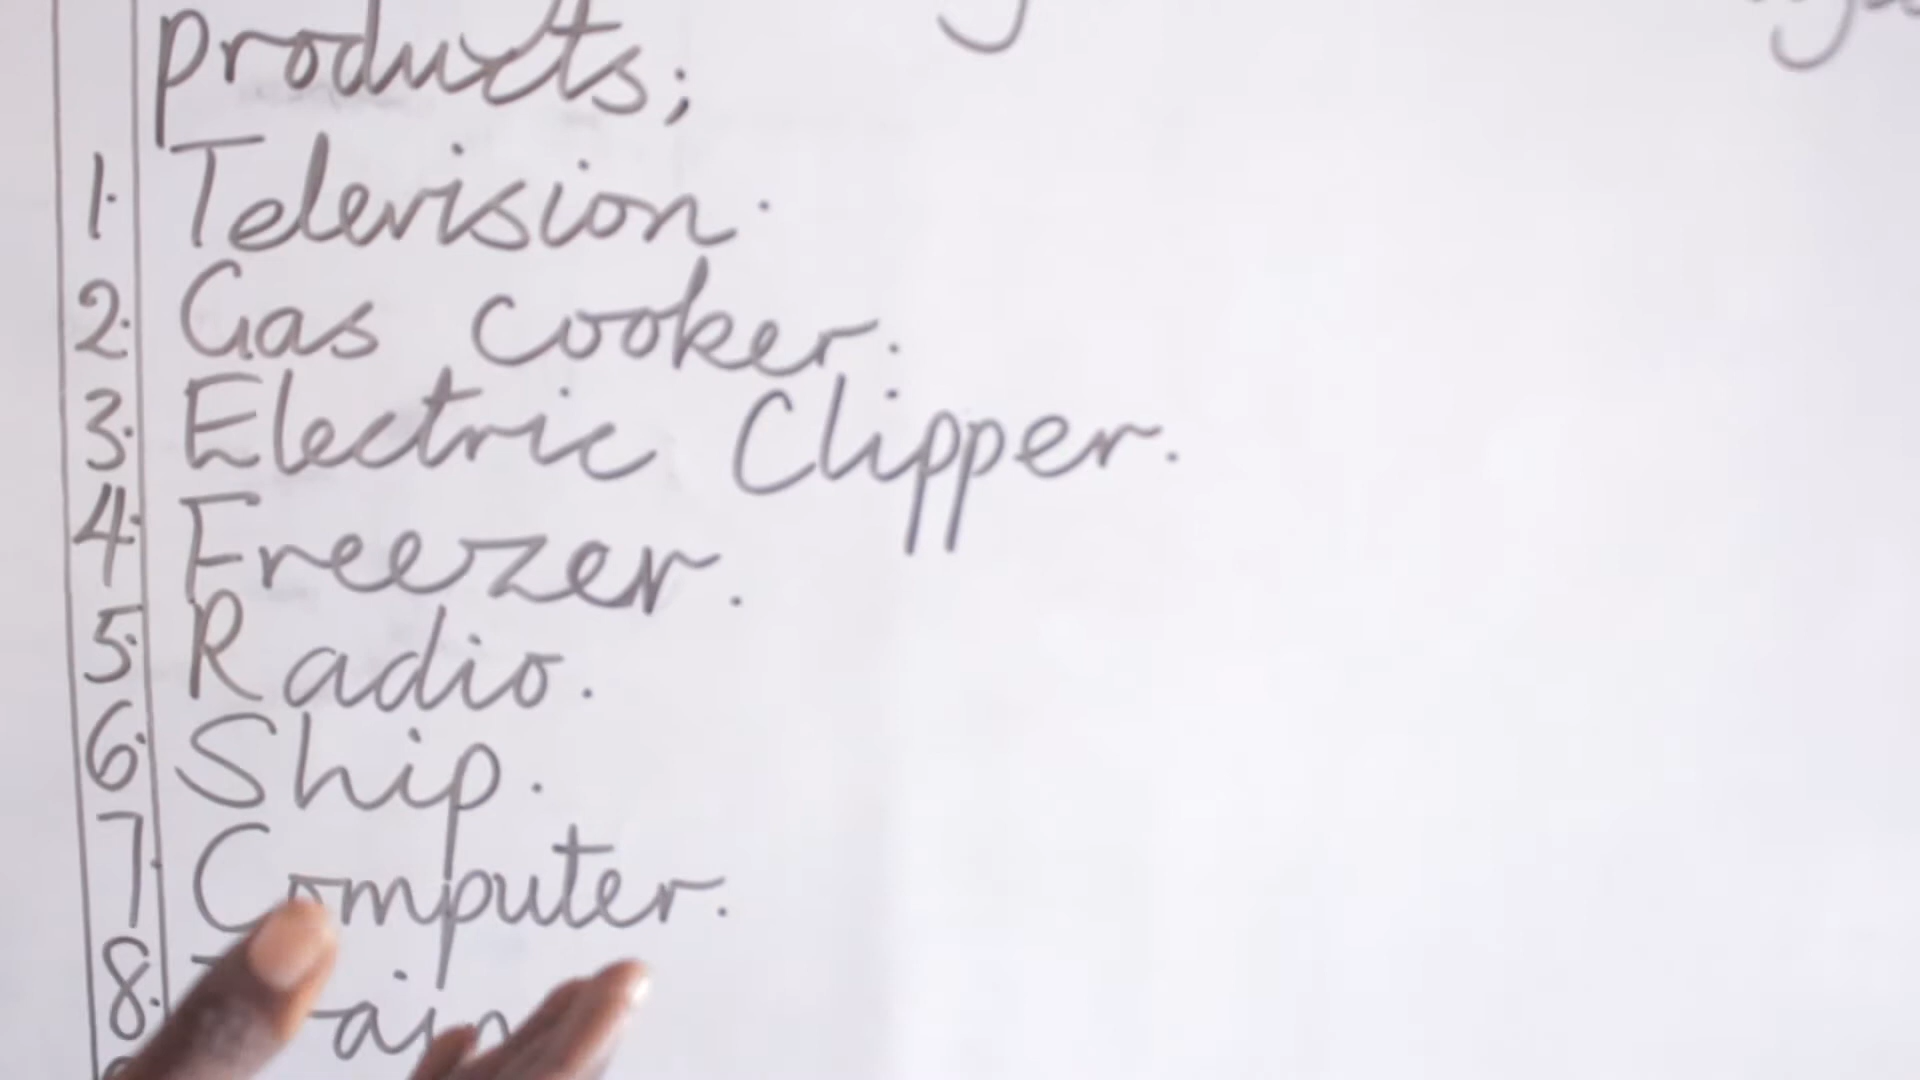 products;
1. Television.
2. Gas cooker.
3. Electric Clipper.
4. Freezer.
5. Radio.
6. Ship.
7. Computer.
8.